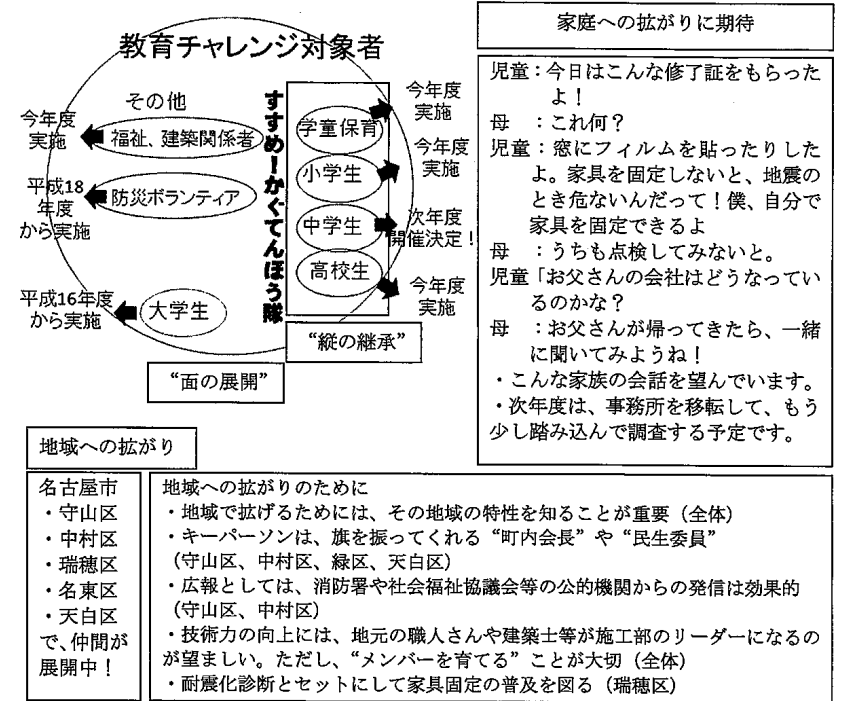 教育チャレンジ対象者
その他
今年度
実施
福祉、建築関係者
平成18
年度
から実施
防災ボランティア
平成16年度
から実施
大学生
すすめ!かぐてんぼう隊
学童保育
今年度
実施
小学生
今年度
実施
中学生
次年度
開催決定!
高校生
今年度
実施
“縦の継承”
“面の展開”
家庭への拡がりに期待
児童:今日はこんな修了証をもらった
よ!
母 :これ何?
児童:窓にフィルムを貼ったりした
よ。家具を固定しないと、地震の
とき危ないんだって!僕、自分で
家具を固定できるよ
母 :うちも点検してみないと。
児童「お父さんの会社はどうなってい
るのかな?
母 :お父さんが帰ってきたら、一緒
に聞いてみようね!
・こんな家族の会話を望んでいます。
・次年度は、事務所を移転して、もう
少し踏み込んで調査する予定です。
地域への拡がり
名古屋市
・守山区
・中村区
・瑞穂区
・名東区
・天白区
で、仲間が
展開中!
地域への拡がりのために
・地域で拡げるためには、その地域の特性を知ることが重要(全体)
・キーパーソンは、旗を振ってくれる“町内会長”や“民生委員”
(守山区、中村区、緑区、天白区)
・広報としては、消防署や社会福祉協議会等の公的機関からの発信は効果的
(守山区、中村区)
・技術力の向上には、地元の職人さんや建築士等が施工部のリーダーになるの
が望ましい。ただし、“メンバーを育てる”ことが大切(全体)
・耐震化診断とセットにして家具固定の普及を図る(瑞穂区)